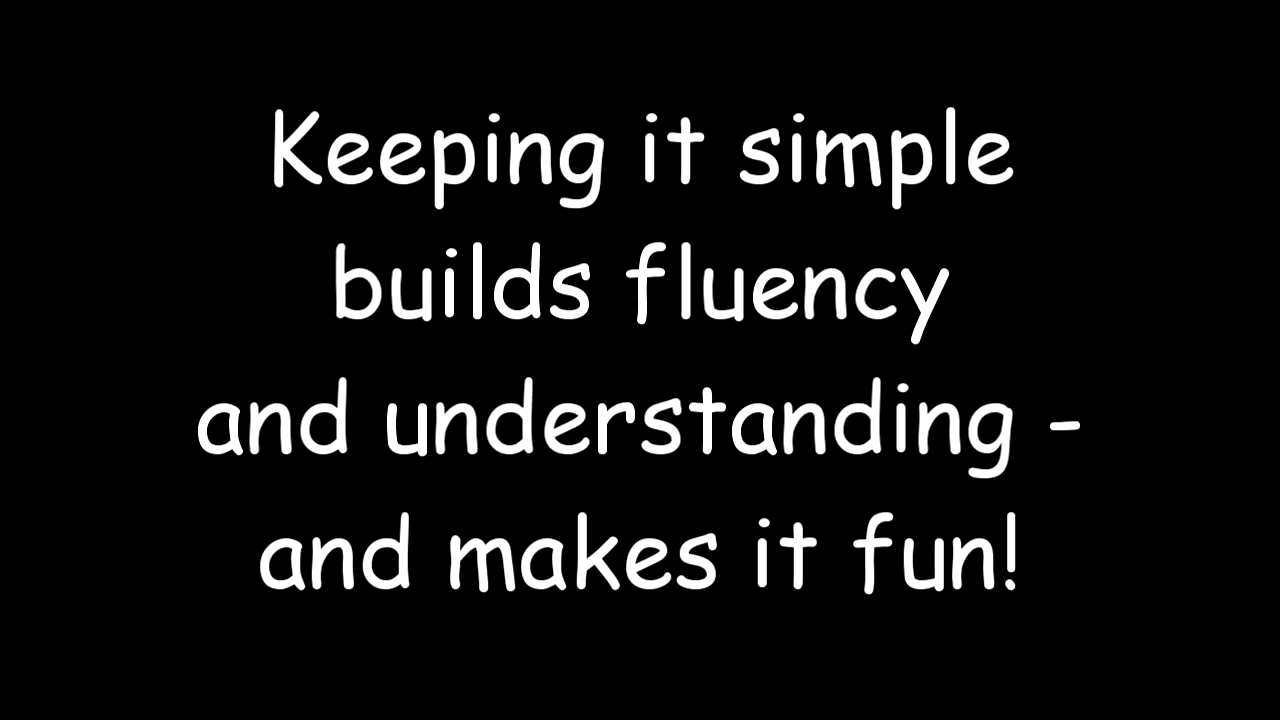 Keeping it simple
builds fluency
and understanding -
and makes it fun!